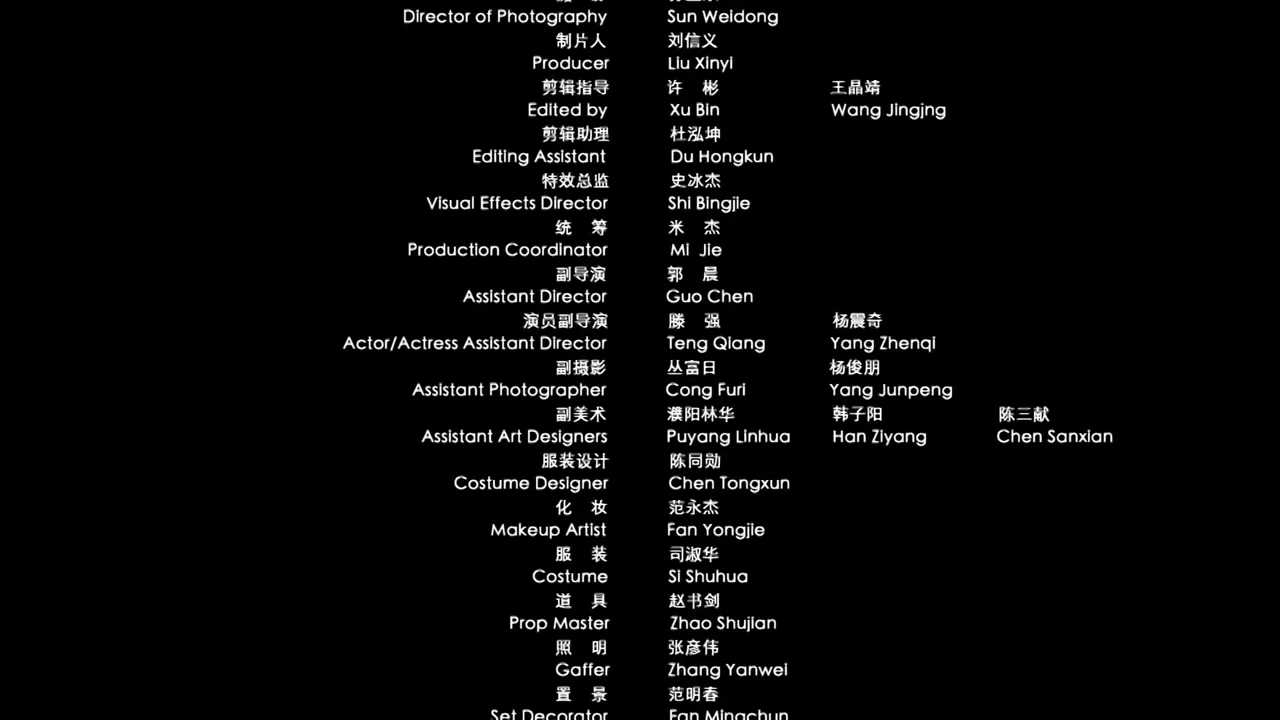 Director of Photography Sun Weidong
制片人 刘信义
Producer Liu Xinyi
剪辑指导 许 彬 王晶靖
Edited by Xu Bin Wang Jingjng
剪辑助理 杜泓坤
Editing Assistant Du Hongkun
特效总监 史冰杰
Visual Effects Director Shi Bingjie
统 筹 米 杰
Production Coordinator Mi Jie
副导演 郭 晨
Assistant Director Guo Chen
演员副导演 滕 强 杨震奇
Actor/Actress Assistant Director Teng Qiang Yang Zhenqi
副摄影 丛富日 杨俊朋
Assistant Photographer Cong Furi Yang Junpeng
副美术 濮阳林华 韩子阳 陈三献
Assistant Art Designers Puyang Linhua Han Ziyang Chen Sanxian
服装设计 陈同勋
Costume Designer Chen Tongxun
化 妆 范永杰
Makeup Artist Fan Yongjie
服 装 司淑华
Costume Si Shuhua
道 具 赵书剑
Prop Master Zhao Shujian
照 明 张彦伟
Gaffer Zhang Yanwei
置 景 范明春
Set Decorator Fan Mingchun